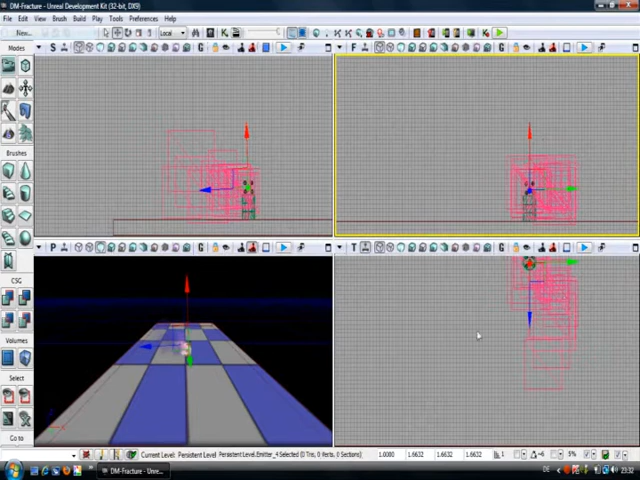 DM-Fracture - Unreal Development Kit (32-bit, DX9)
File Edit View Brush Build Play Tools Preferences Help
New... Local
Modes S G F G
Brushes
P G T G
CSG
Select
Go to
Current Level: Persistent Level Persistent Level.Emitter_4 Selected (0 Tris, 0 Verts, 0 Sections) 1.0000 1.6632 1.6632 1.6632 1 5%
DM-Fracture - Unre... DE 23:32